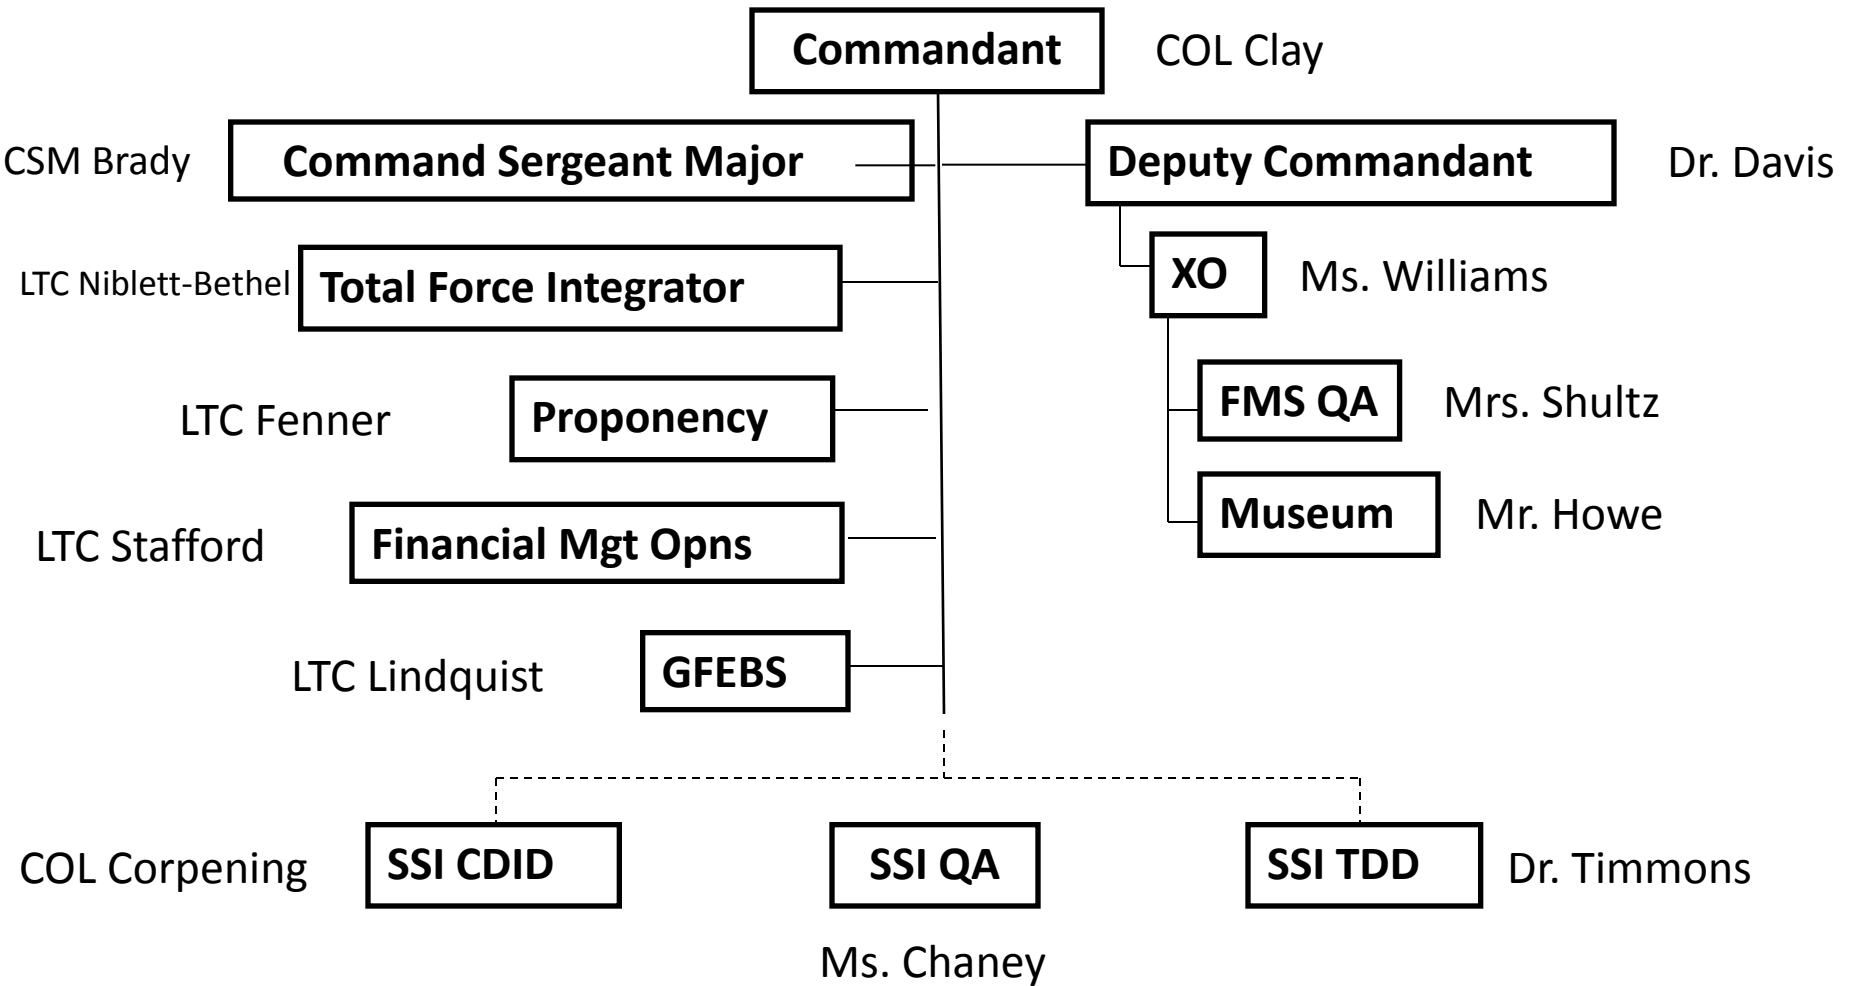 Commandant
COL Clay
CSM Brady
Command Sergeant Major
Deputy Commandant
Dr. Davis
LTC Niblett-Bethel
Total Force Integrator
XO
Ms. Williams
LTC Fenner
Proponency
FMS QA
Mrs. Shultz
LTC Stafford
Financial Mgt Opns
Museum
Mr. Howe
LTC Lindquist
GFEBS
COL Corpening
SSI CDID
SSI QA
SSI TDD
Dr. Timmons
Ms. Chaney